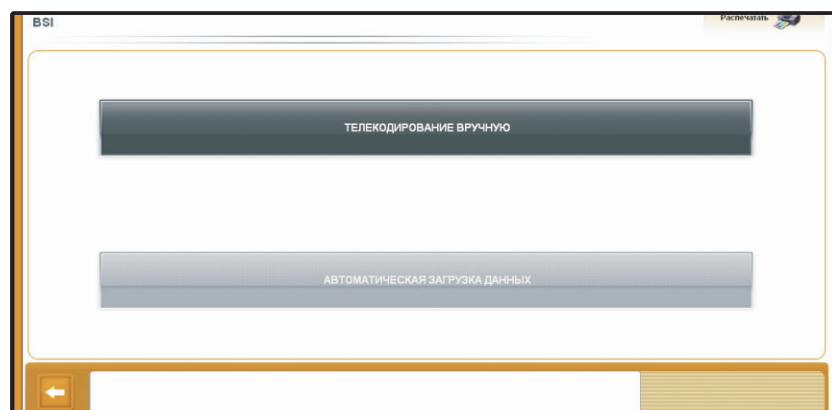 BSI
Распечатать
ТЕЛЕКОДИРОВАНИЕ ВРУЧНУЮ
АВТОМАТИЧЕСКАЯ ЗАГРУЗКА ДАННЫХ